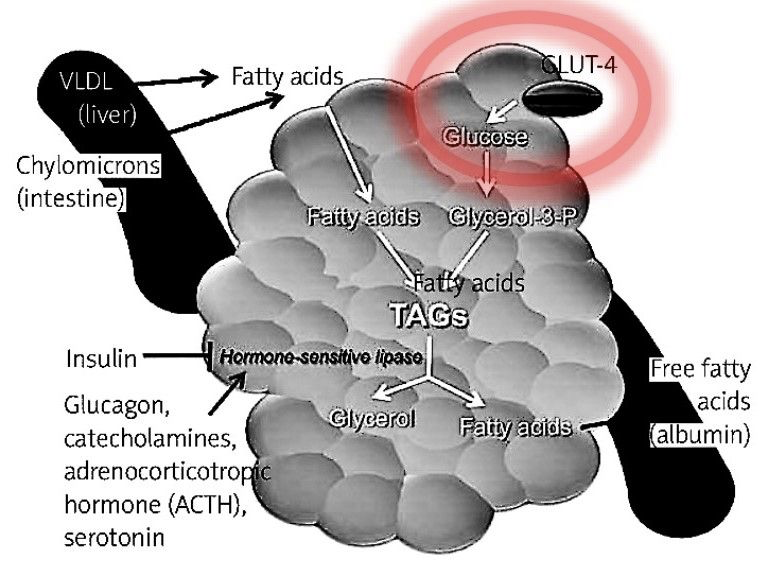 VLDL
(liver)
Fatty acids
GLUT-4
Glucose
Chylomicrons
(intestine)
Fatty acids
Glycerol-3-P
Fatty acids
TAGs
Insulin
Hormone-sensitive lipase
Glucagon,
catecholamines,
adrenocorticotropic
hormone (ACTH),
serotonin
Glycerol
Fatty acids
Free fatty
acids
(albumin)